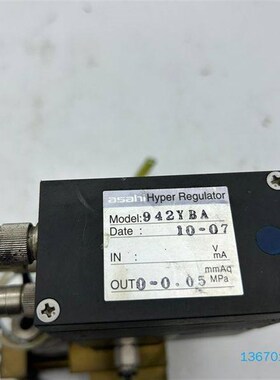 asahi Hyper Regulator
Model: 942YBA
Date : 10-07
V
IN : mA
mmAq
OUT 0-0.05 MPa
13670